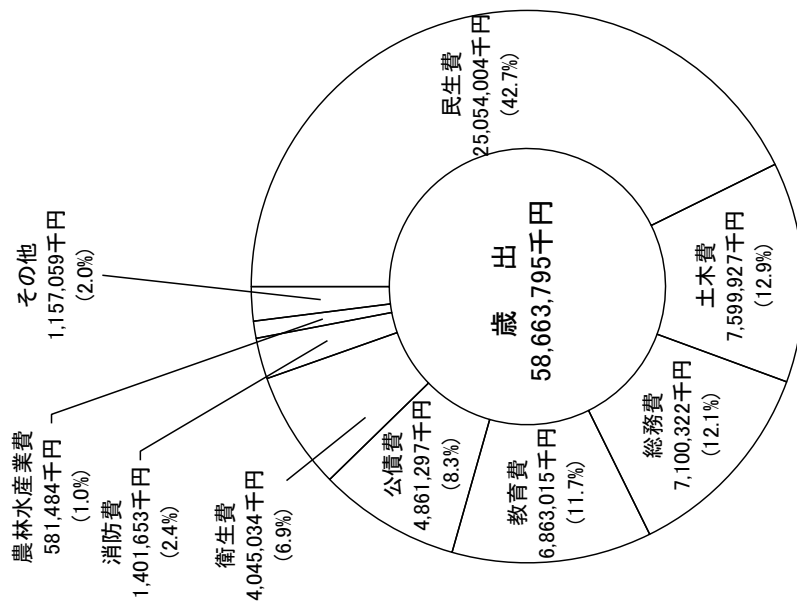 歳　出
58,663,795千円
民生費
25,054,004千円
(42.7%)
土木費
7,599,927千円
(12.9%)
総務費
7,100,322千円
(12.1%)
教育費
6,863,015千円
(11.7%)
公債費
4,861,297千円
(8.3%)
衛生費
4,045,034千円
(6.9%)
消防費
1,401,653千円
(2.4%)
農林水産業費
581,484千円
(1.0%)
その他
1,157,059千円
(2.0%)